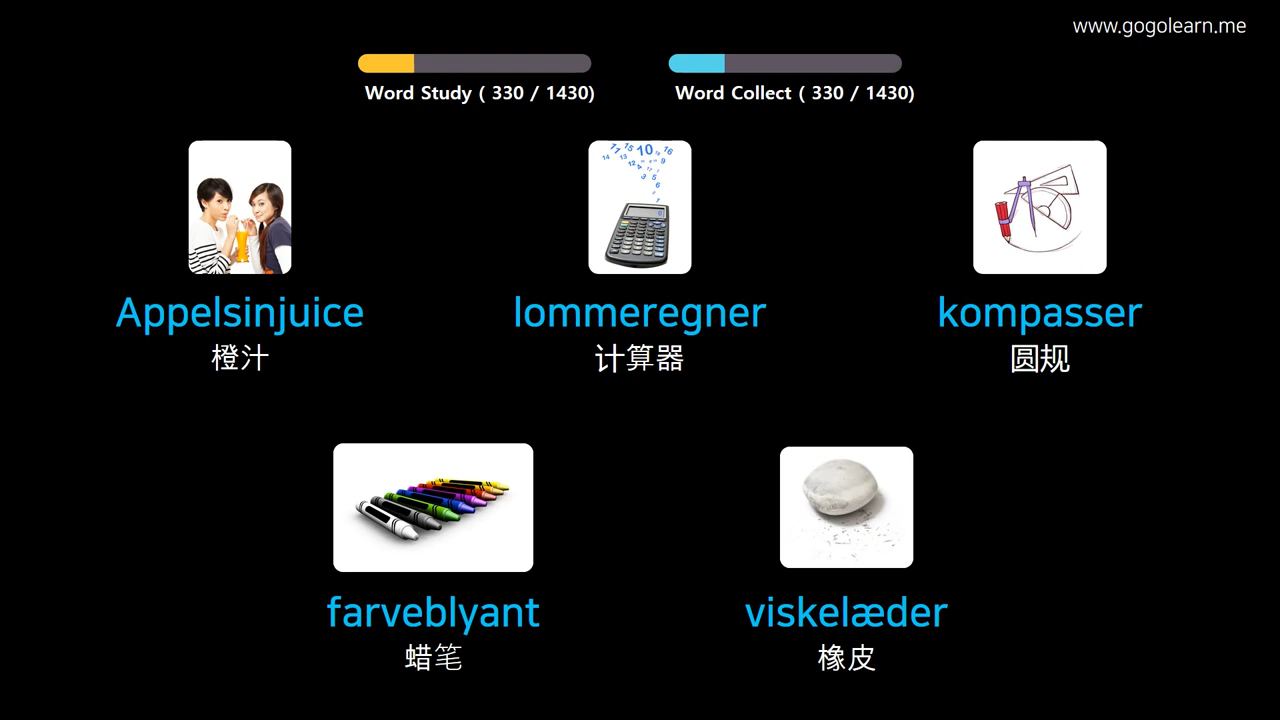 www.gogolearn.me
Word Study ( 330 / 1430)
Word Collect ( 330 / 1430)
Appelsinjuice
橙汁
lommeregner
计算器
kompasser
圆规
farveblyant
蜡笔
viskelæder
橡皮